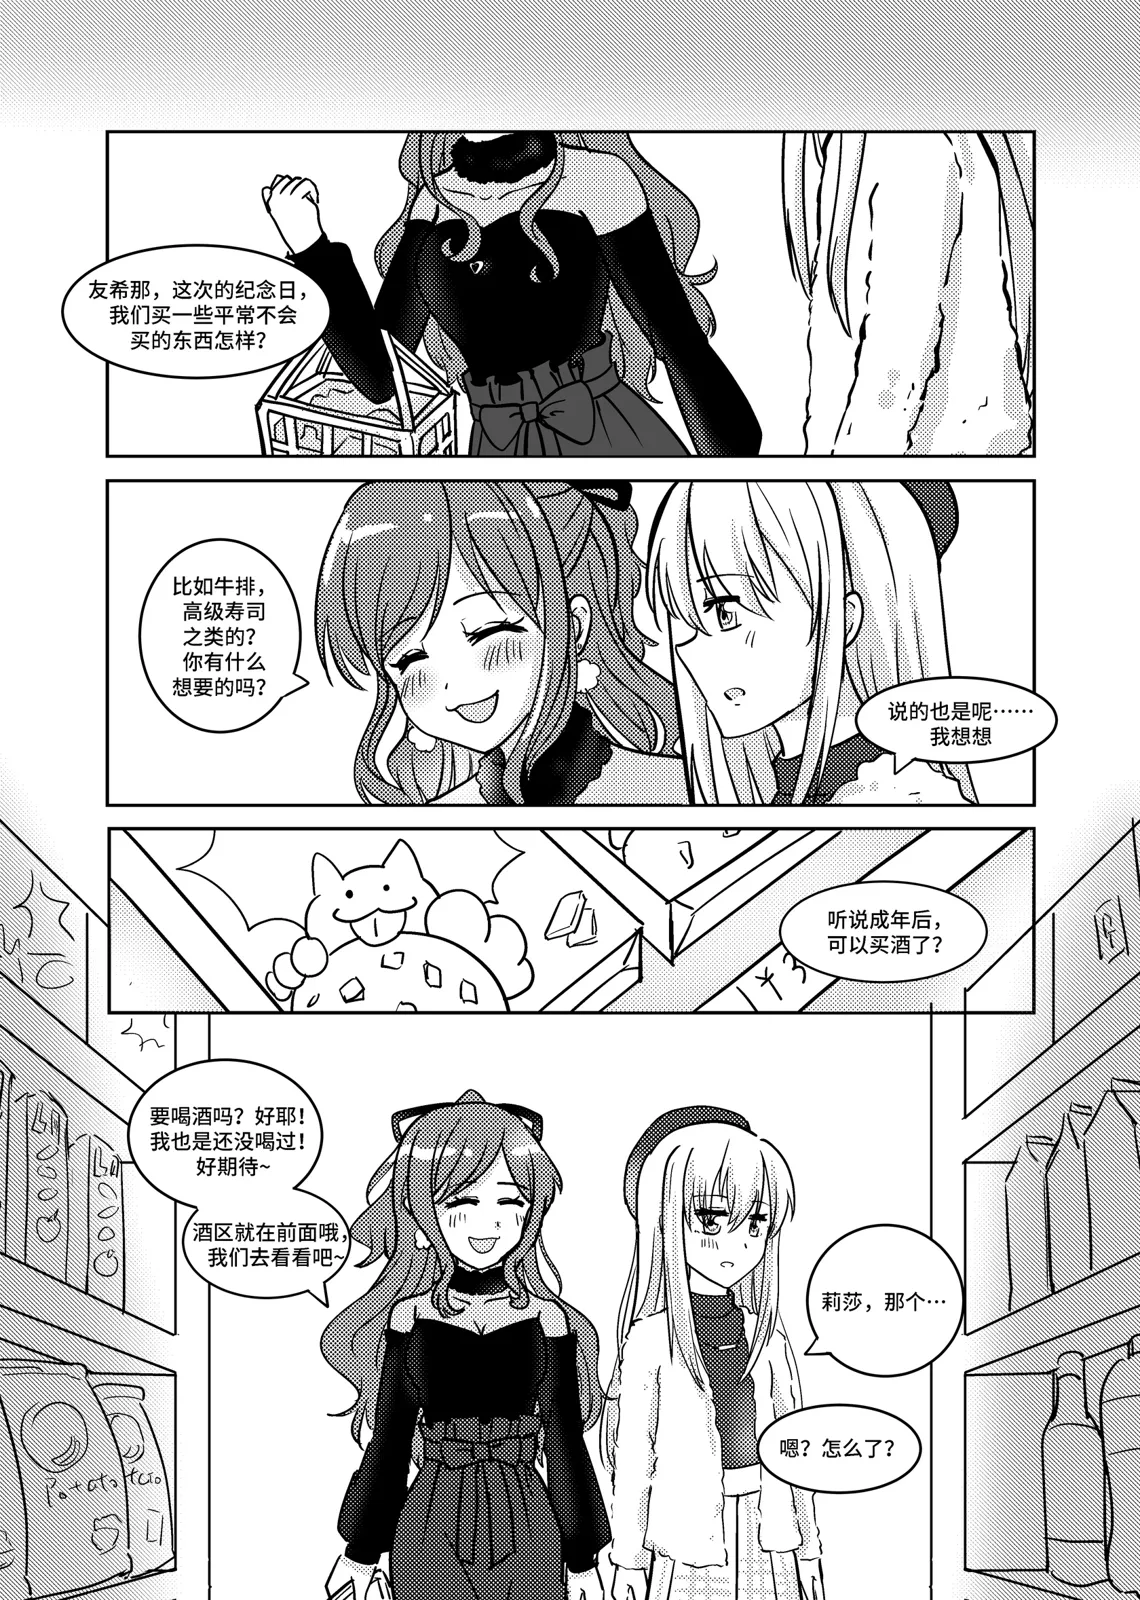 友希那，这次的纪念日，
我们买一些平常不会
买的东西怎样？
比如牛排，
高级寿司
之类的？
你有什么
想要的吗？
说的也是呢……
我想想
听说成年后，
可以买酒了？
1 ¥ 3
要喝酒吗？好耶！
我也是还没喝过！
好期待~
酒区就在前面哦，
我们去看看吧~
莉莎，那个…
嗯？怎么了？
Potato